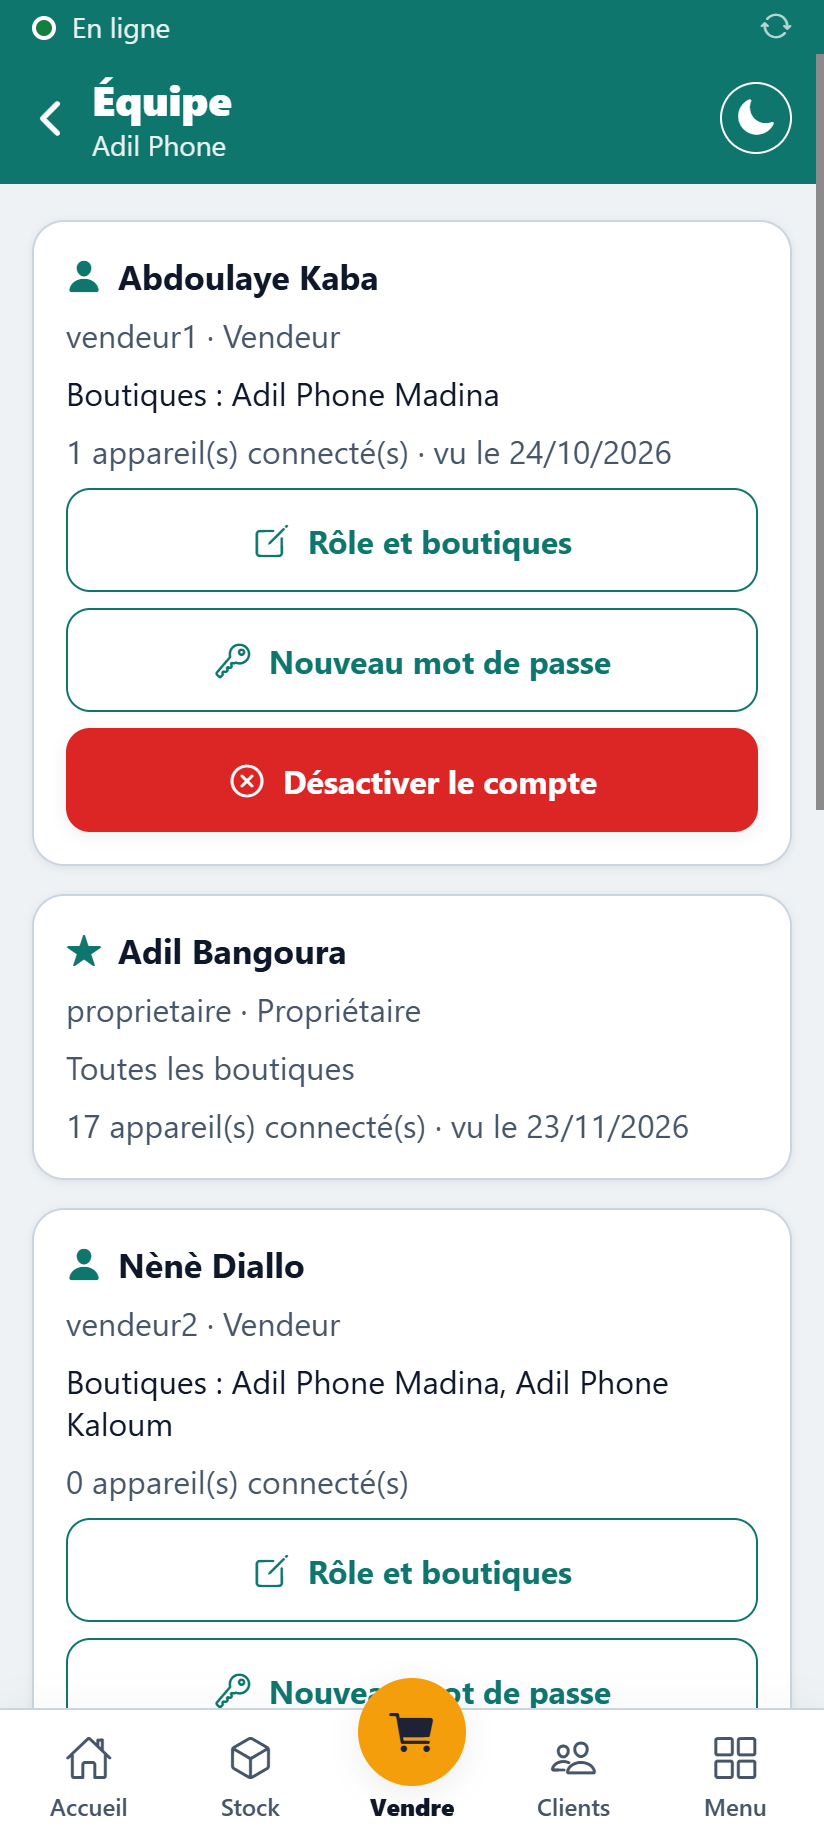 En ligne
Équipe
Adil Phone
Abdoulaye Kaba
vendeur1 · Vendeur
Boutiques : Adil Phone Madina
1 appareil(s) connecté(s) · vu le 24/10/2026
Rôle et boutiques
Nouveau mot de passe
Désactiver le compte
Adil Bangoura
proprietaire · Propriétaire
Toutes les boutiques
17 appareil(s) connecté(s) · vu le 23/11/2026
Nènè Diallo
vendeur2 · Vendeur
Boutiques : Adil Phone Madina, Adil Phone
Kaloum
0 appareil(s) connecté(s)
Rôle et boutiques
Nouveau mot de passe
Accueil
Stock
Vendre
Clients
Menu